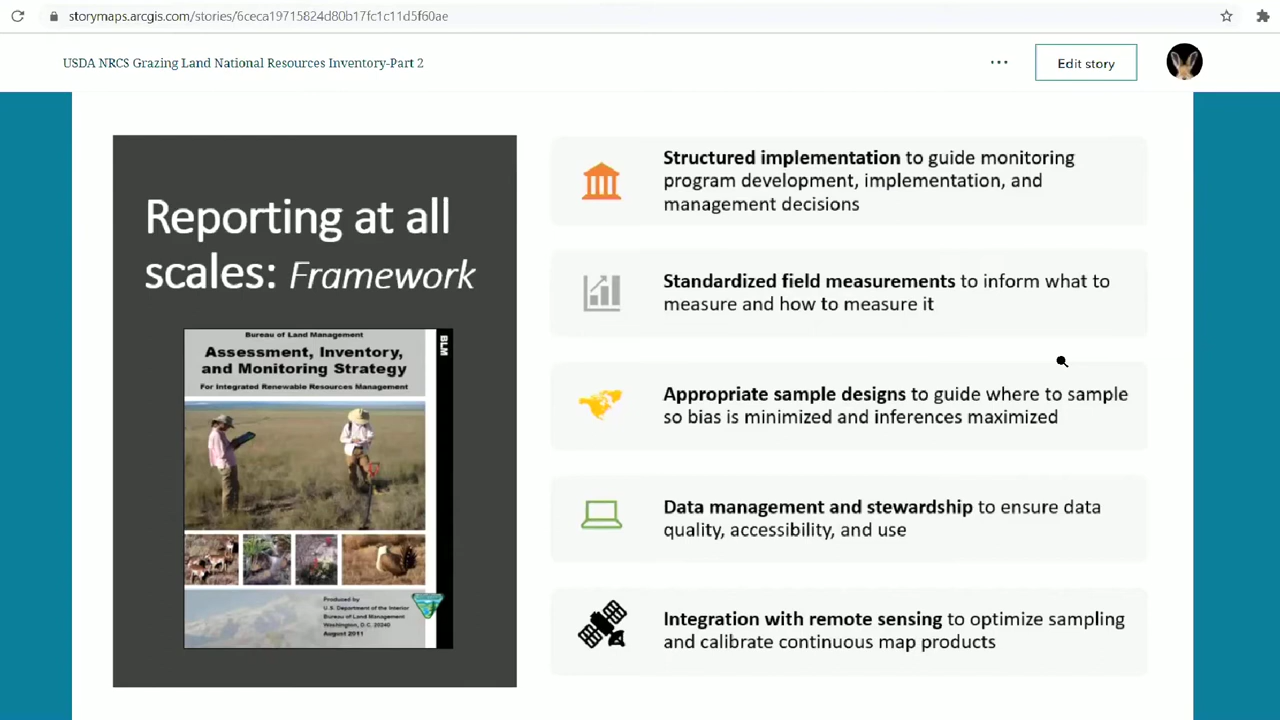 storymaps.arcgis.com/stories/6ceca19715824d80b17fc1c11d5f60ae
USDA NRCS Grazing Land National Resources Inventory-Part 2
Edit story
Reporting at all
scales: Framework
Bureau of Land Management
Assessment, Inventory,
and Monitoring Strategy
For Integrated Renewable Resources Management
BLM
Produced by
U.S. Department of the Interior
Bureau of Land Management
Washington, D.C. 20240
August 2011
Structured implementation to guide monitoring
program development, implementation, and
management decisions
Standardized field measurements to inform what to
measure and how to measure it
Appropriate sample designs to guide where to sample
so bias is minimized and inferences maximized
Data management and stewardship to ensure data
quality, accessibility, and use
Integration with remote sensing to optimize sampling
and calibrate continuous map products